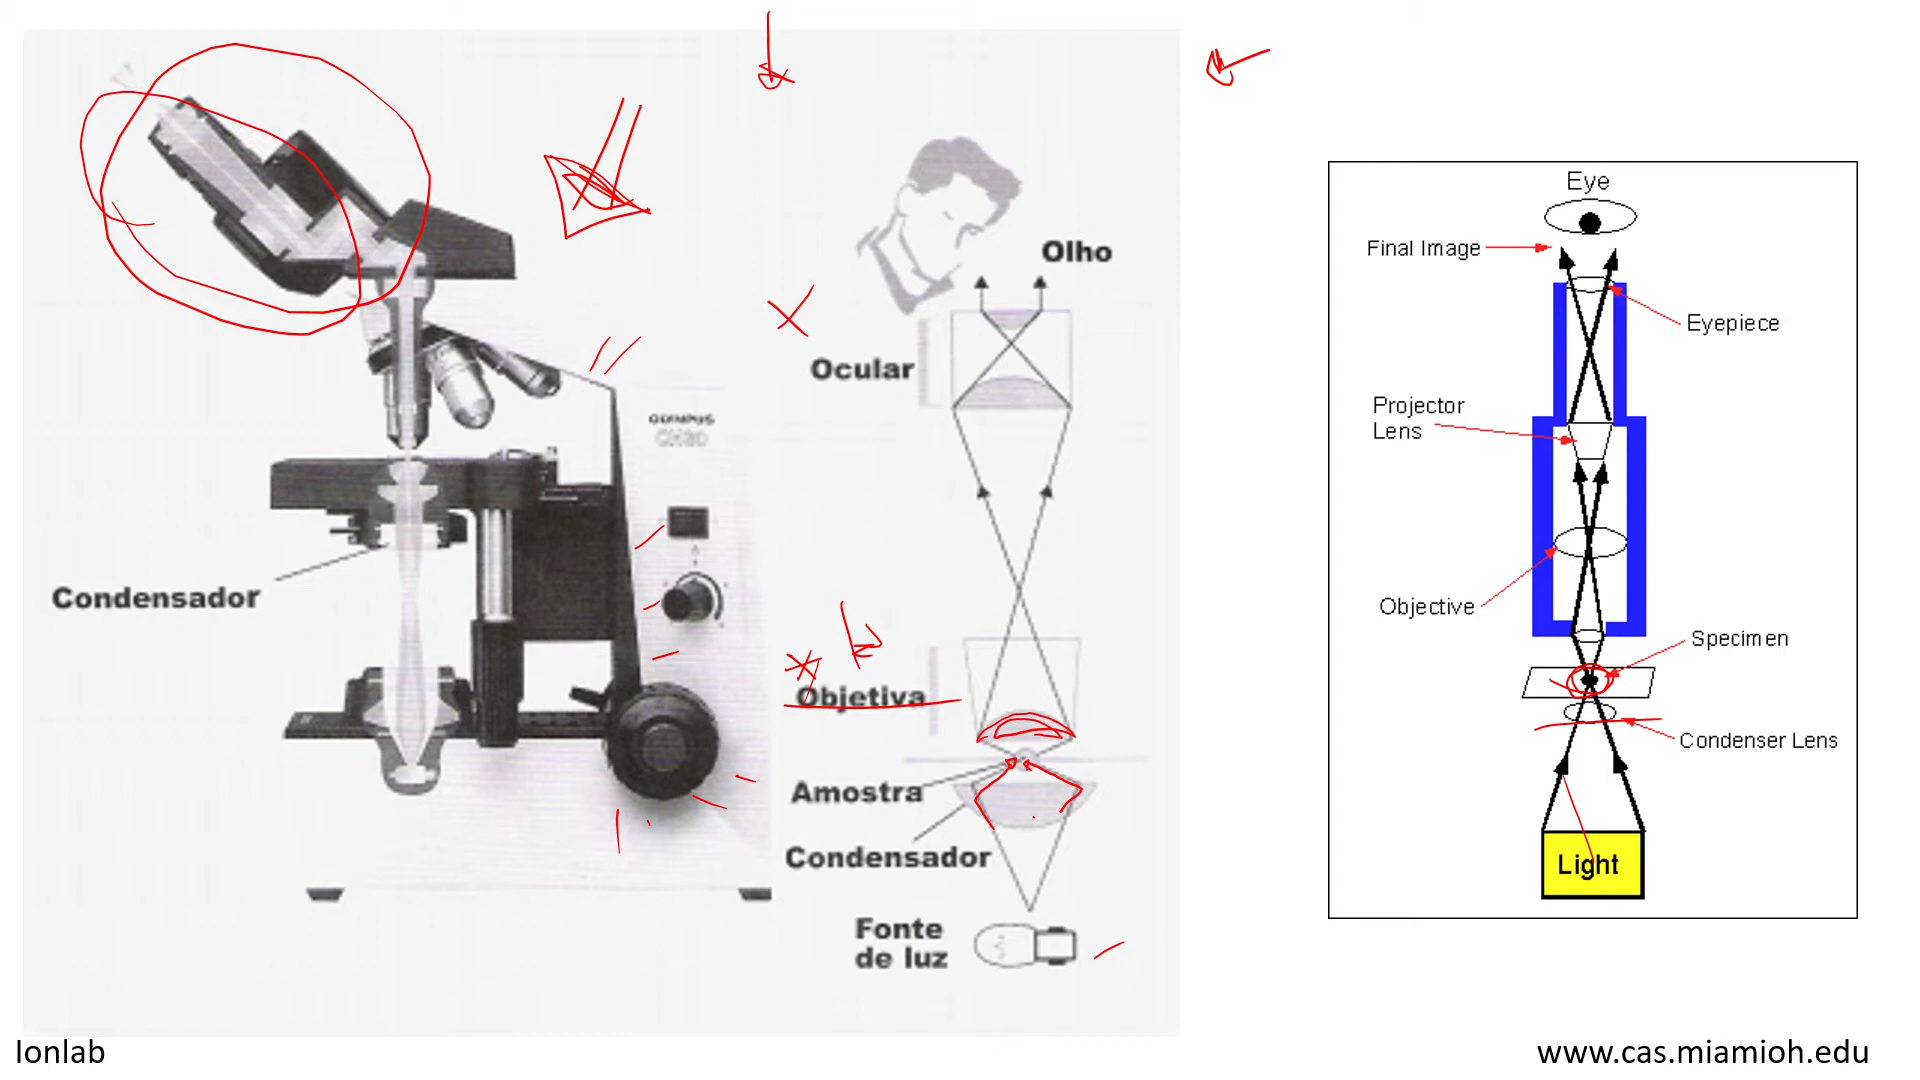 Olho
Ocular
OLYMPUS
Condensador
Objetiva
Amostra
Condensador
Fonte
de luz
Eye
Final Image
Eyepiece
Projector
Lens
Objective
Specimen
Condenser Lens
Light
Ionlab
www.cas.miamioh.edu